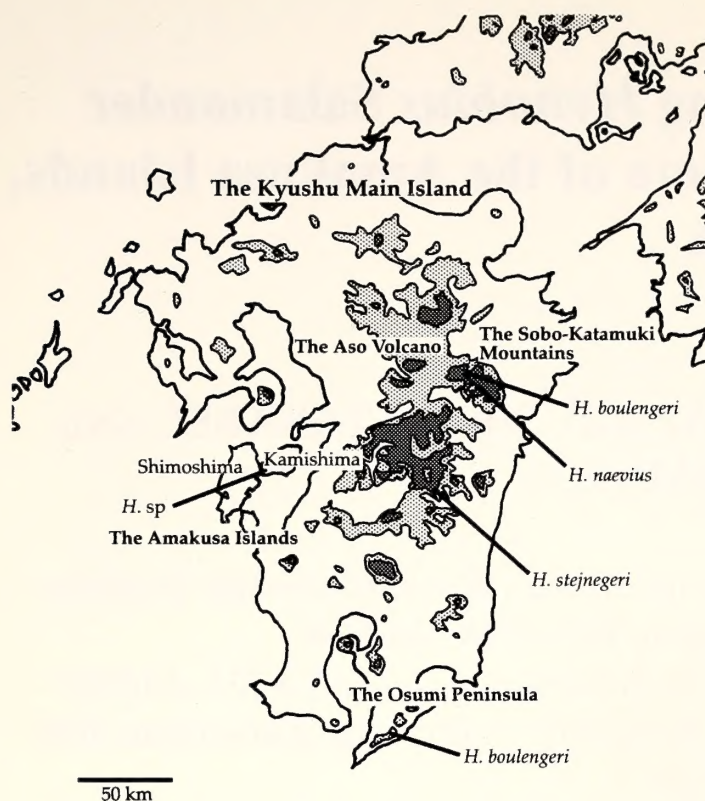 The Kyushu Main Island
The Aso Volcano
The Sobo-Katamuki
Mountains
H. boulengeri
H. naevius
Shimoshima
Kamishima
H. sp
The Amakusa Islands
H. stejnegeri
The Osumi Peninsula
H. boulengeri
50 km